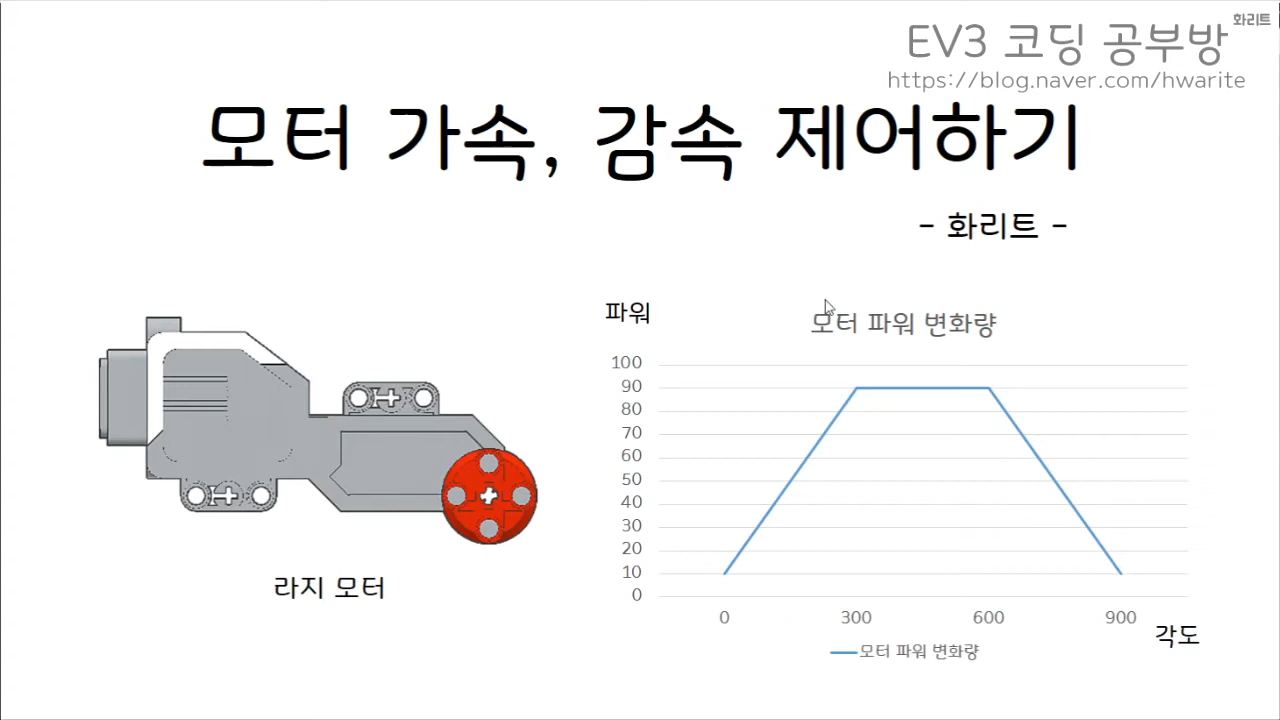 화리트
EV3 코딩 공부방
https://blog.naver.com/hwarite
모터 가속, 감속 제어하기
- 화리트 -
파워
모터 파워 변화량
100
90
80
70
60
50
40
30
20
10
0
0 300 600 900
각도
모터 파워 변화량
라지 모터